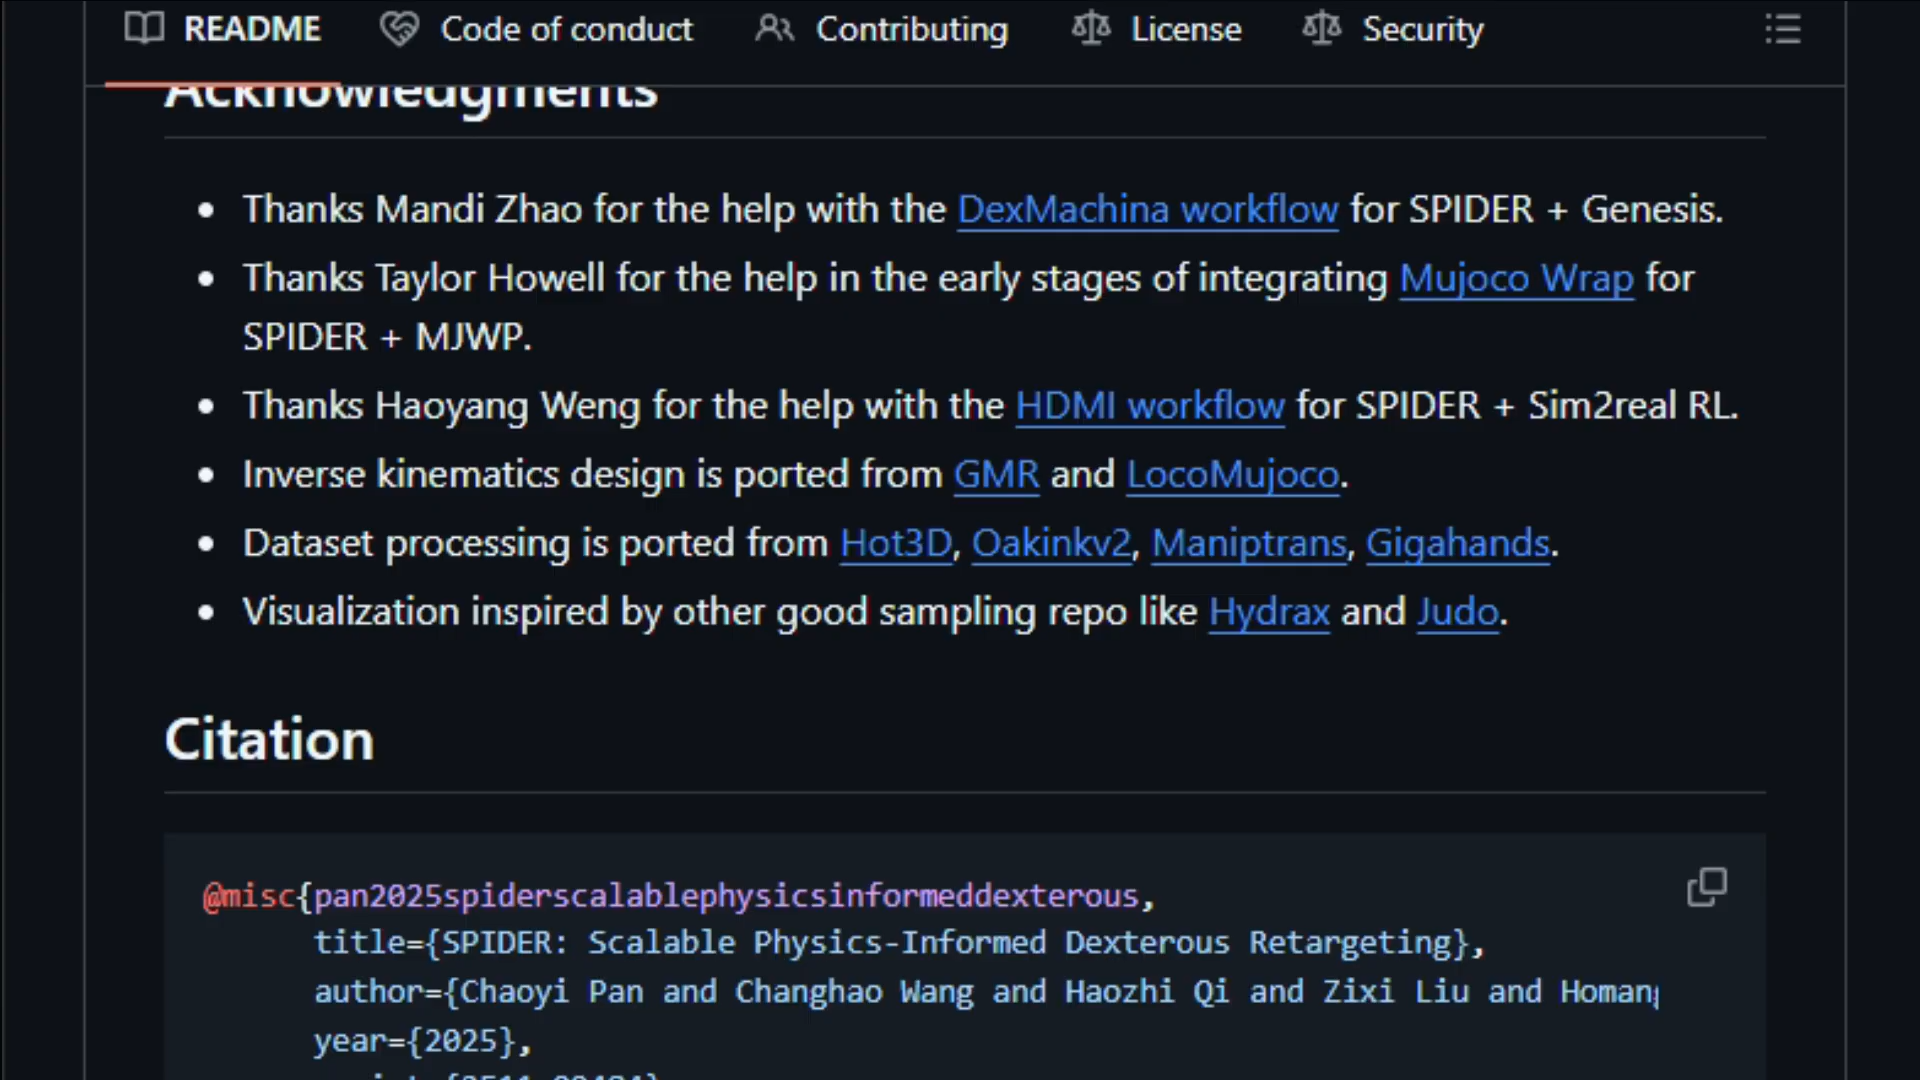 README Code of conduct Contributing License Security
Acknowledgments
Thanks Mandi Zhao for the help with the DexMachina workflow for SPIDER + Genesis.
Thanks Taylor Howell for the help in the early stages of integrating Mujoco Wrap for
SPIDER + MJWP.
Thanks Haoyang Weng for the help with the HDMI workflow for SPIDER + Sim2real RL.
Inverse kinematics design is ported from GMR and LocoMujoco.
Dataset processing is ported from Hot3D, Oakinkv2, Maniptrans, Gigahands.
Visualization inspired by other good sampling repo like Hydrax and Judo.
Citation
@misc{pan2025spiderscalablephysicsinformeddexterous,
title={SPIDER: Scalable Physics-Informed Dexterous Retargeting},
author={Chaoyi Pan and Changhao Wang and Haozhi Qi and Zixi Liu and Homang
year={2025},